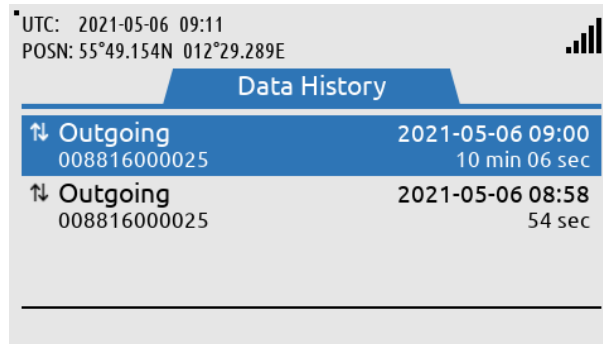 UTC: 2021-05-06 09:11
POSN: 55°49.154N 012°29.289E
Data History
Outgoing 2021-05-06 09:00
008816000025 10 min 06 sec
Outgoing 2021-05-06 08:58
008816000025 54 sec